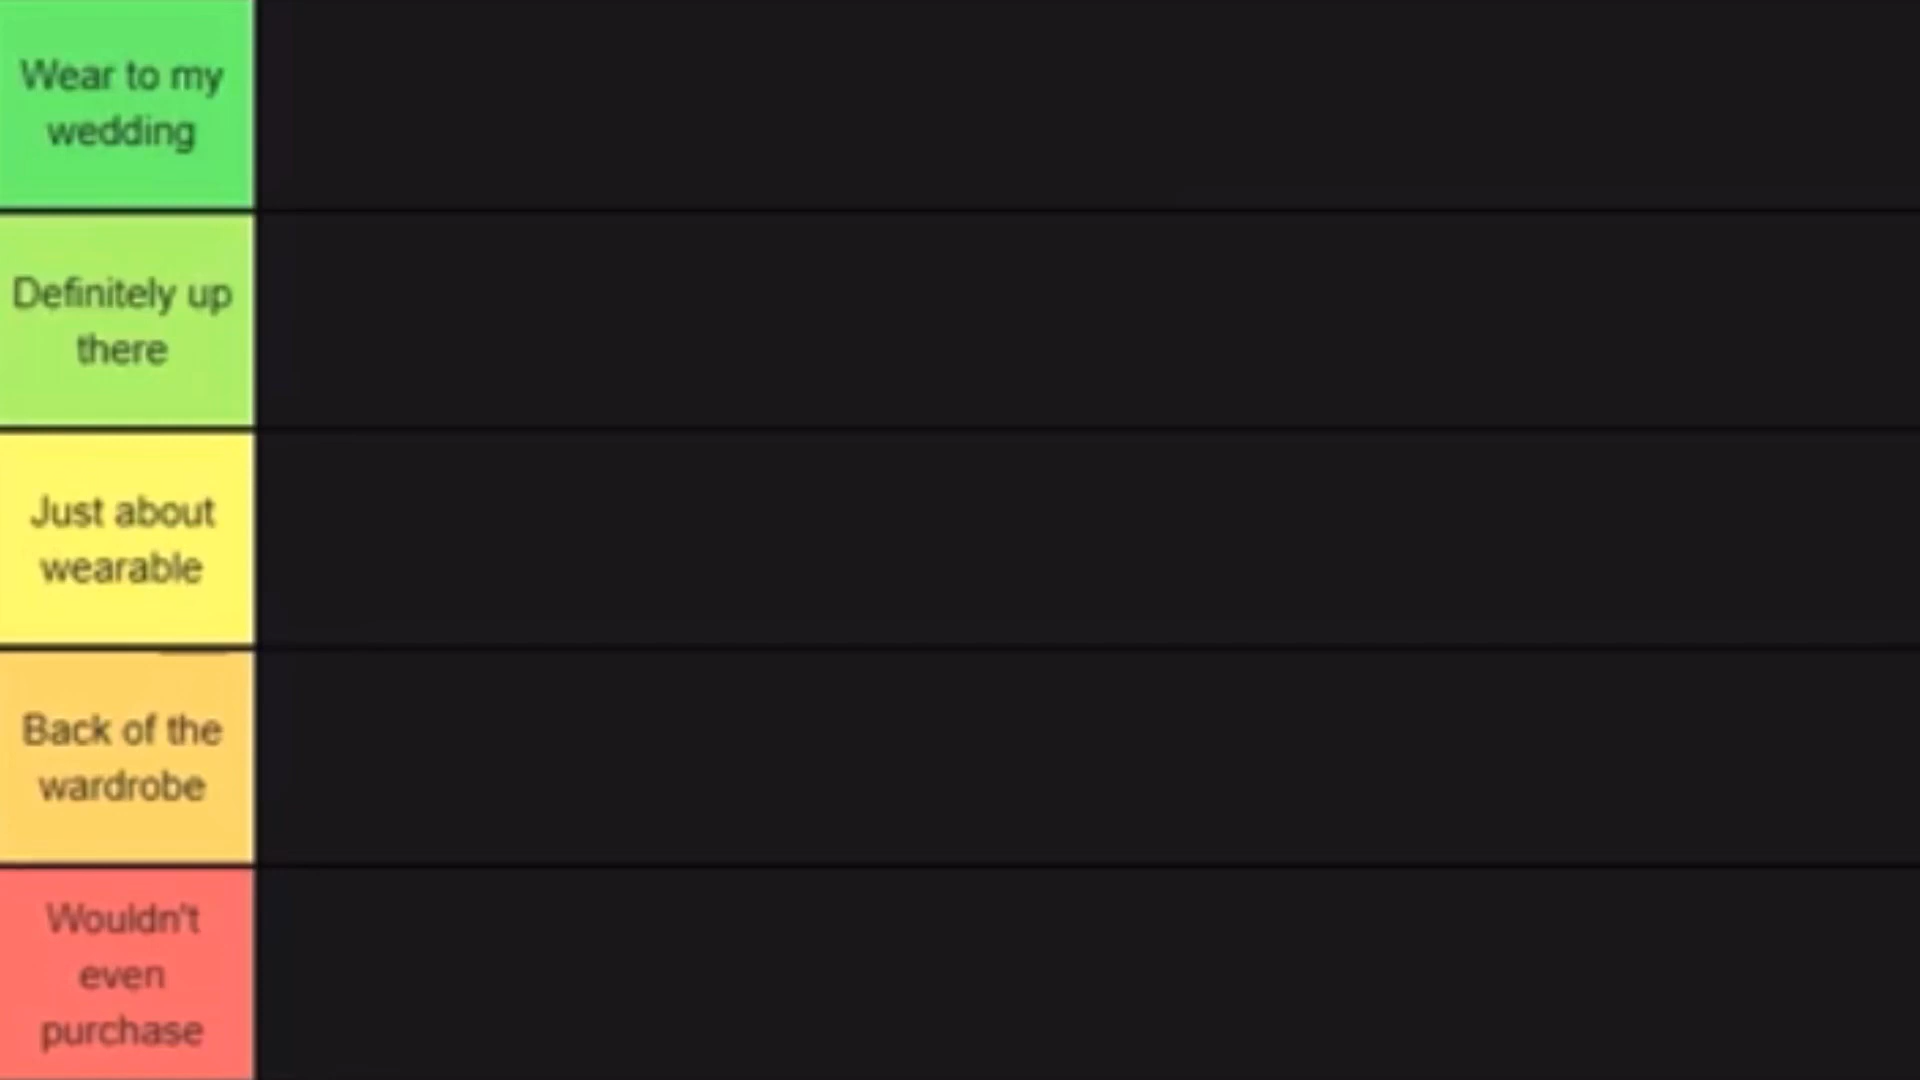 Wear to my
wedding
Definitely up
there
Just about
wearable
Back of the
wardrobe
Wouldn't
even
purchase